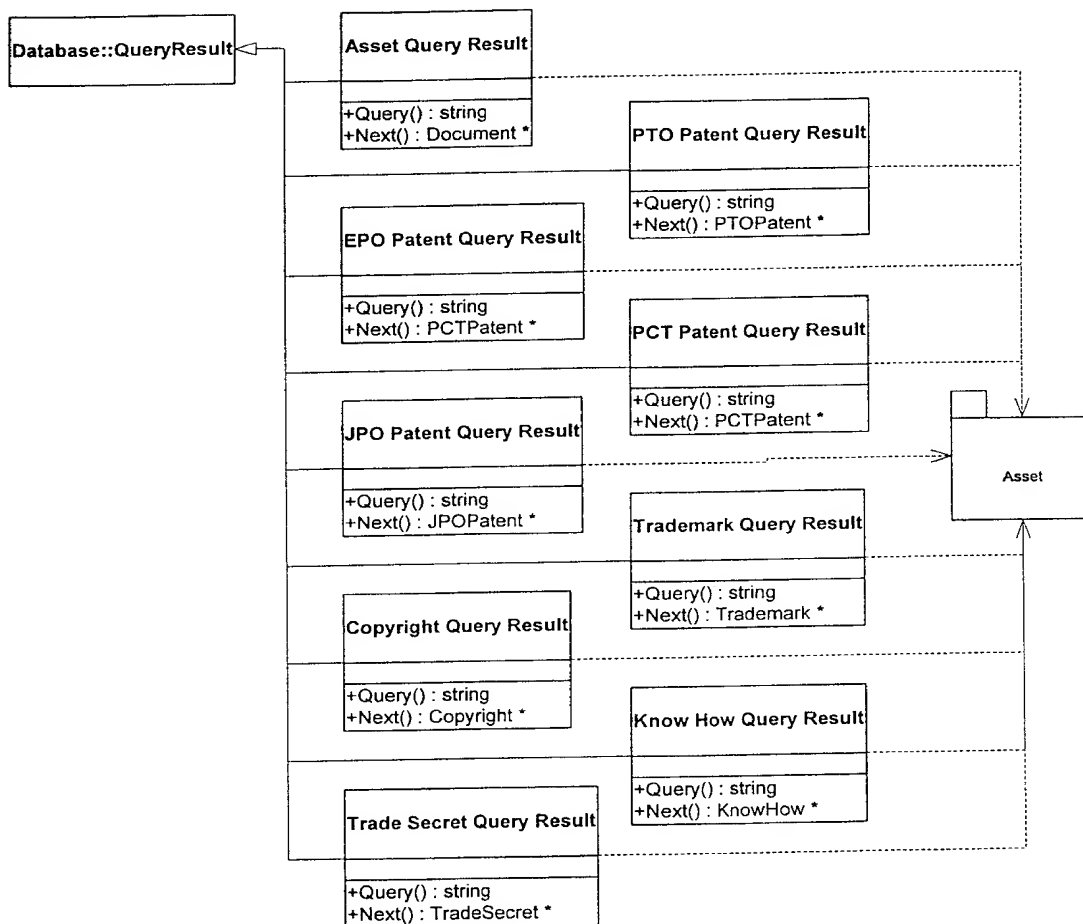 Database::QueryResult
Asset Query Result
+Query() : string
+Next() : Document *
PTO Patent Query Result
+Query() : string
+Next() : PTOPatent *
EPO Patent Query Result
+Query() : string
+Next() : PCTPatent *
PCT Patent Query Result
+Query() : string
+Next() : PCTPatent *
JPO Patent Query Result
+Query() : string
+Next() : JPOPatent *
Asset
Trademark Query Result
+Query() : string
+Next() : Trademark *
Copyright Query Result
+Query() : string
+Next() : Copyright *
Know How Query Result
+Query() : string
+Next() : KnowHow *
Trade Secret Query Result
+Query() : string
+Next() : TradeSecret *